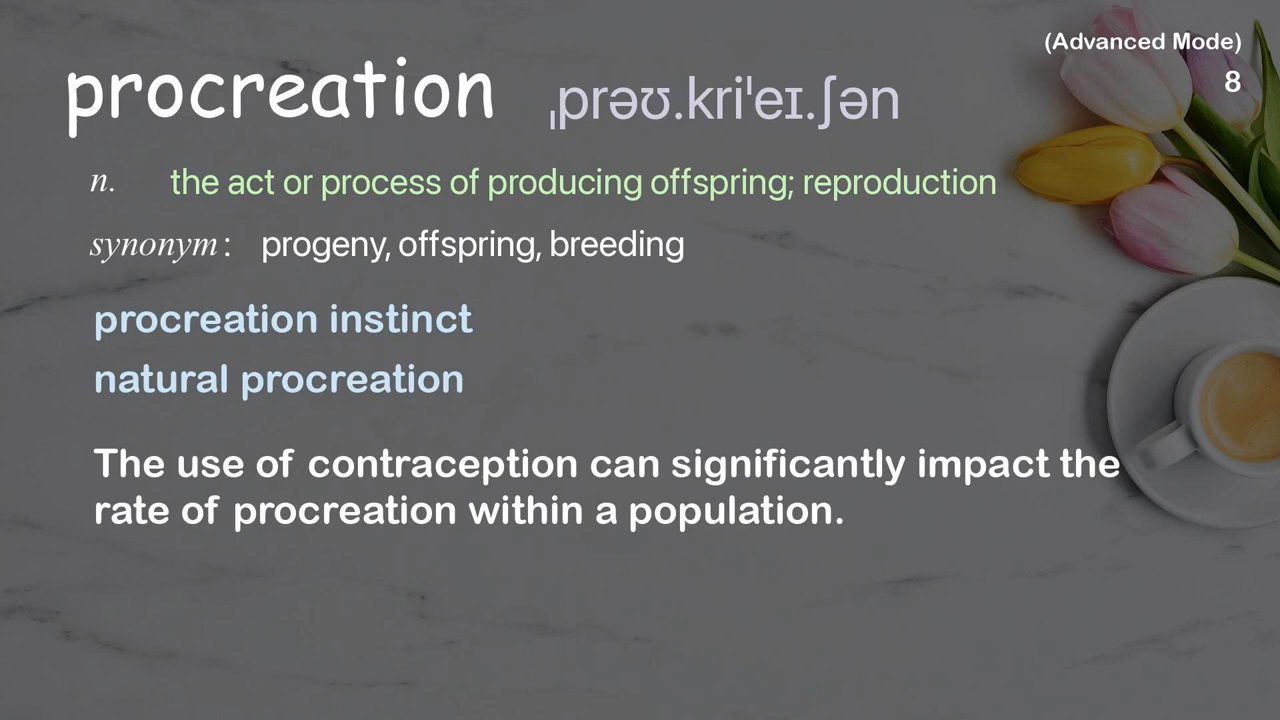 (Advanced Mode)
8
procreation ˌprəʊ.kriˈeɪ.ʃən
n. the act or process of producing offspring; reproduction
synonym: progeny, offspring, breeding
procreation instinct
natural procreation
The use of contraception can significantly impact the
rate of procreation within a population.